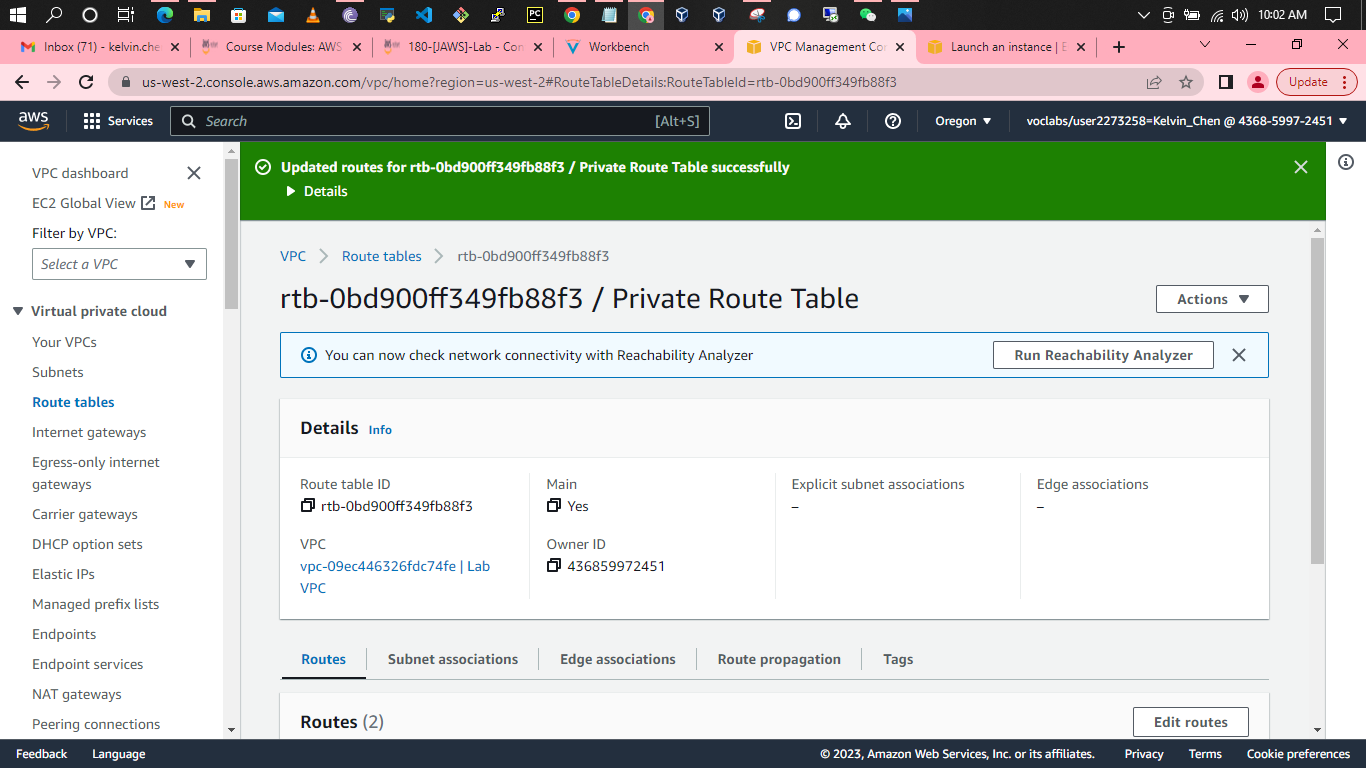 10:02 AM
Inbox (71) - kelvin.che
Course Modules: AWS
180-[JAWS]-Lab - Con
Workbench
VPC Management Con
Launch an instance | E
us-west-2.console.aws.amazon.com/vpc/home?region=us-west-2#RouteTableDetails:RouteTableId=rtb-0bd900ff349fb88f3
Update
aws
Services
Search
[Alt+S]
Oregon
voclabs/user2273258=Kelvin_Chen @ 4368-5997-2451
VPC dashboard
EC2 Global View New
Filter by VPC:
Select a VPC
Virtual private cloud
Your VPCs
Subnets
Route tables
Internet gateways
Egress-only internet
gateways
Carrier gateways
DHCP option sets
Elastic IPs
Managed prefix lists
Endpoints
Endpoint services
NAT gateways
Peering connections
Updated routes for rtb-0bd900ff349fb88f3 / Private Route Table successfully
Details
VPC
Route tables
rtb-0bd900ff349fb88f3
rtb-0bd900ff349fb88f3 / Private Route Table
Actions
You can now check network connectivity with Reachability Analyzer
Run Reachability Analyzer
Details Info
Route table ID
rtb-0bd900ff349fb88f3
Main
Yes
Explicit subnet associations
–
Edge associations
–
VPC
vpc-09ec446326fdc74fe | Lab
VPC
Owner ID
436859972451
Routes
Subnet associations
Edge associations
Route propagation
Tags
Routes (2)
Edit routes
Feedback
Language
© 2023, Amazon Web Services, Inc. or its affiliates.
Privacy
Terms
Cookie preferences